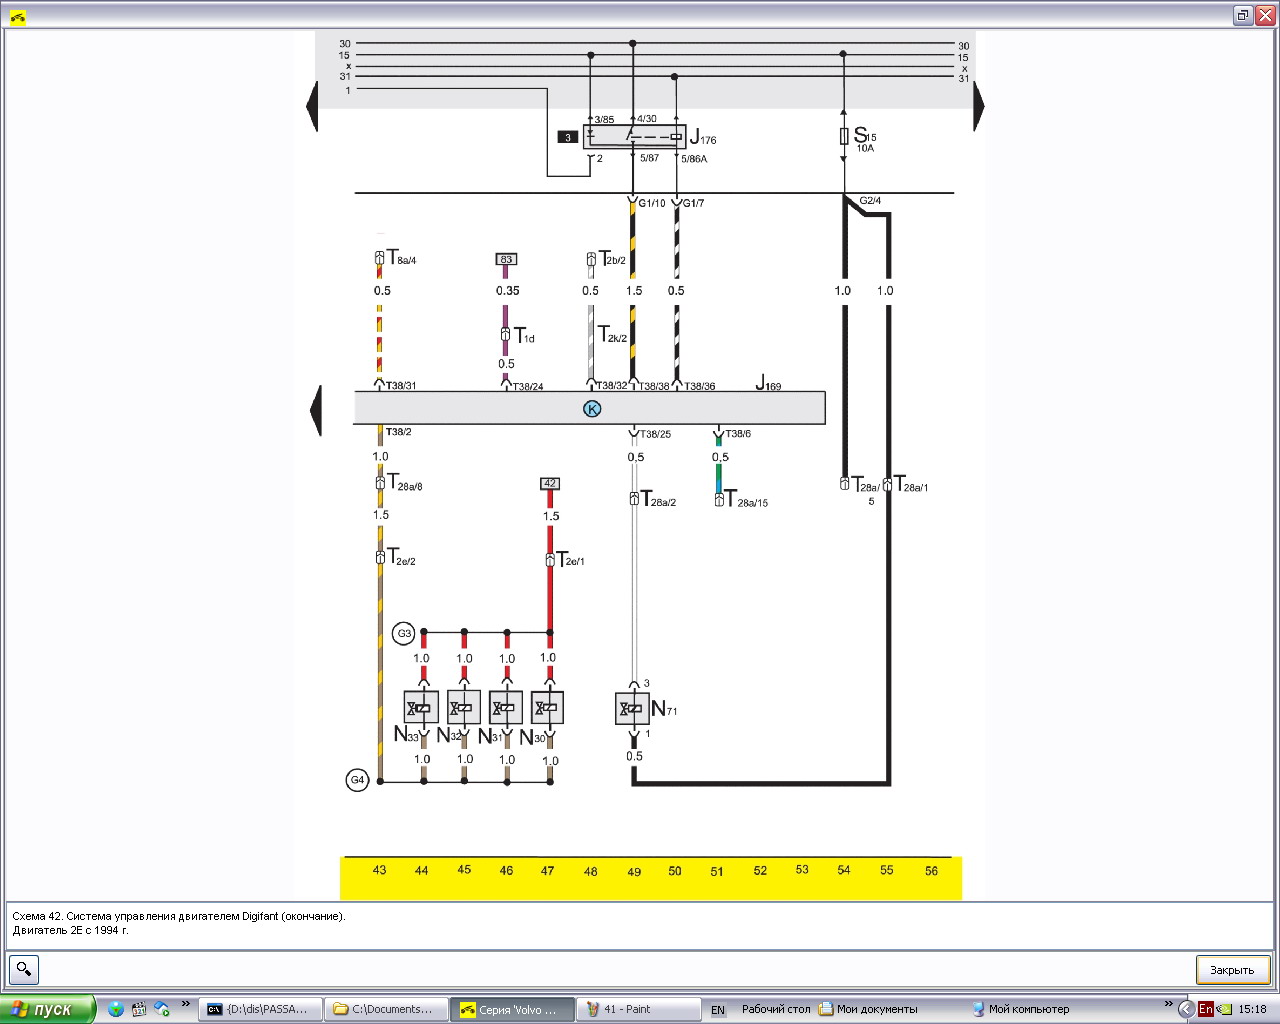 30
30
15
15
x
x
31
31
1
3/85
4/30
3
J176
S15
10A
2
5/87
5/86A
G1/10
G1/7
G2/4
T8a/4
83
T2b/2
0.5
0.35
0.5
1.5
0.5
1.0
1.0
T1d
T2k/2
0.5
T38/31
T38/24
T38/32
T38/38
T38/36
J169
K
T38/2
T38/25
T38/6
1.0
0.5
0.5
T28a/8
42
T28a/2
T28a/15
T28a/5
T28a/1
1.5
1.5
T2e/2
T2e/1
G3
1.0
1.0
1.0
1.0
3
N33
N32
N31
N30
N71
1
1.0
1.0
1.0
1.0
0.5
G4
43 44 45 46 47 48 49 50 51 52 53 54 55 56
Схема 42. Система управления двигателем Digifant (окончание).
Двигатель 2E с 1994 г.
Закрыть
пуск
»
{D:\dis\PASSA...
C:\Documents...
Серия 'Volvo ...
41 - Paint
EN
Рабочий стол
Мои документы
Мой компьютер
»
En
15:18